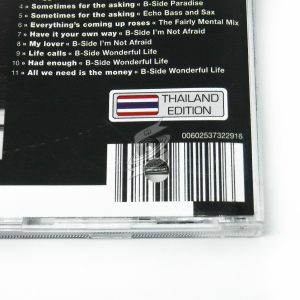 4 » Sometimes for the asking « B-Side Paradise
5 » Sometimes for the asking « Echo Bass and Sax
6 » Everything's coming up roses « The Fairly Mental Mix
7 » Have it your own way « B-Side I'm Not Afraid
8 » My lover « B-Side I'm Not Afraid
9 » Life calls « B-Side Wonderful Life
10 » Had enough « B-Side Wonderful Life
11 » All we need is the money « B-Side Wonderful Life
THAILAND
EDITION
00602537322916